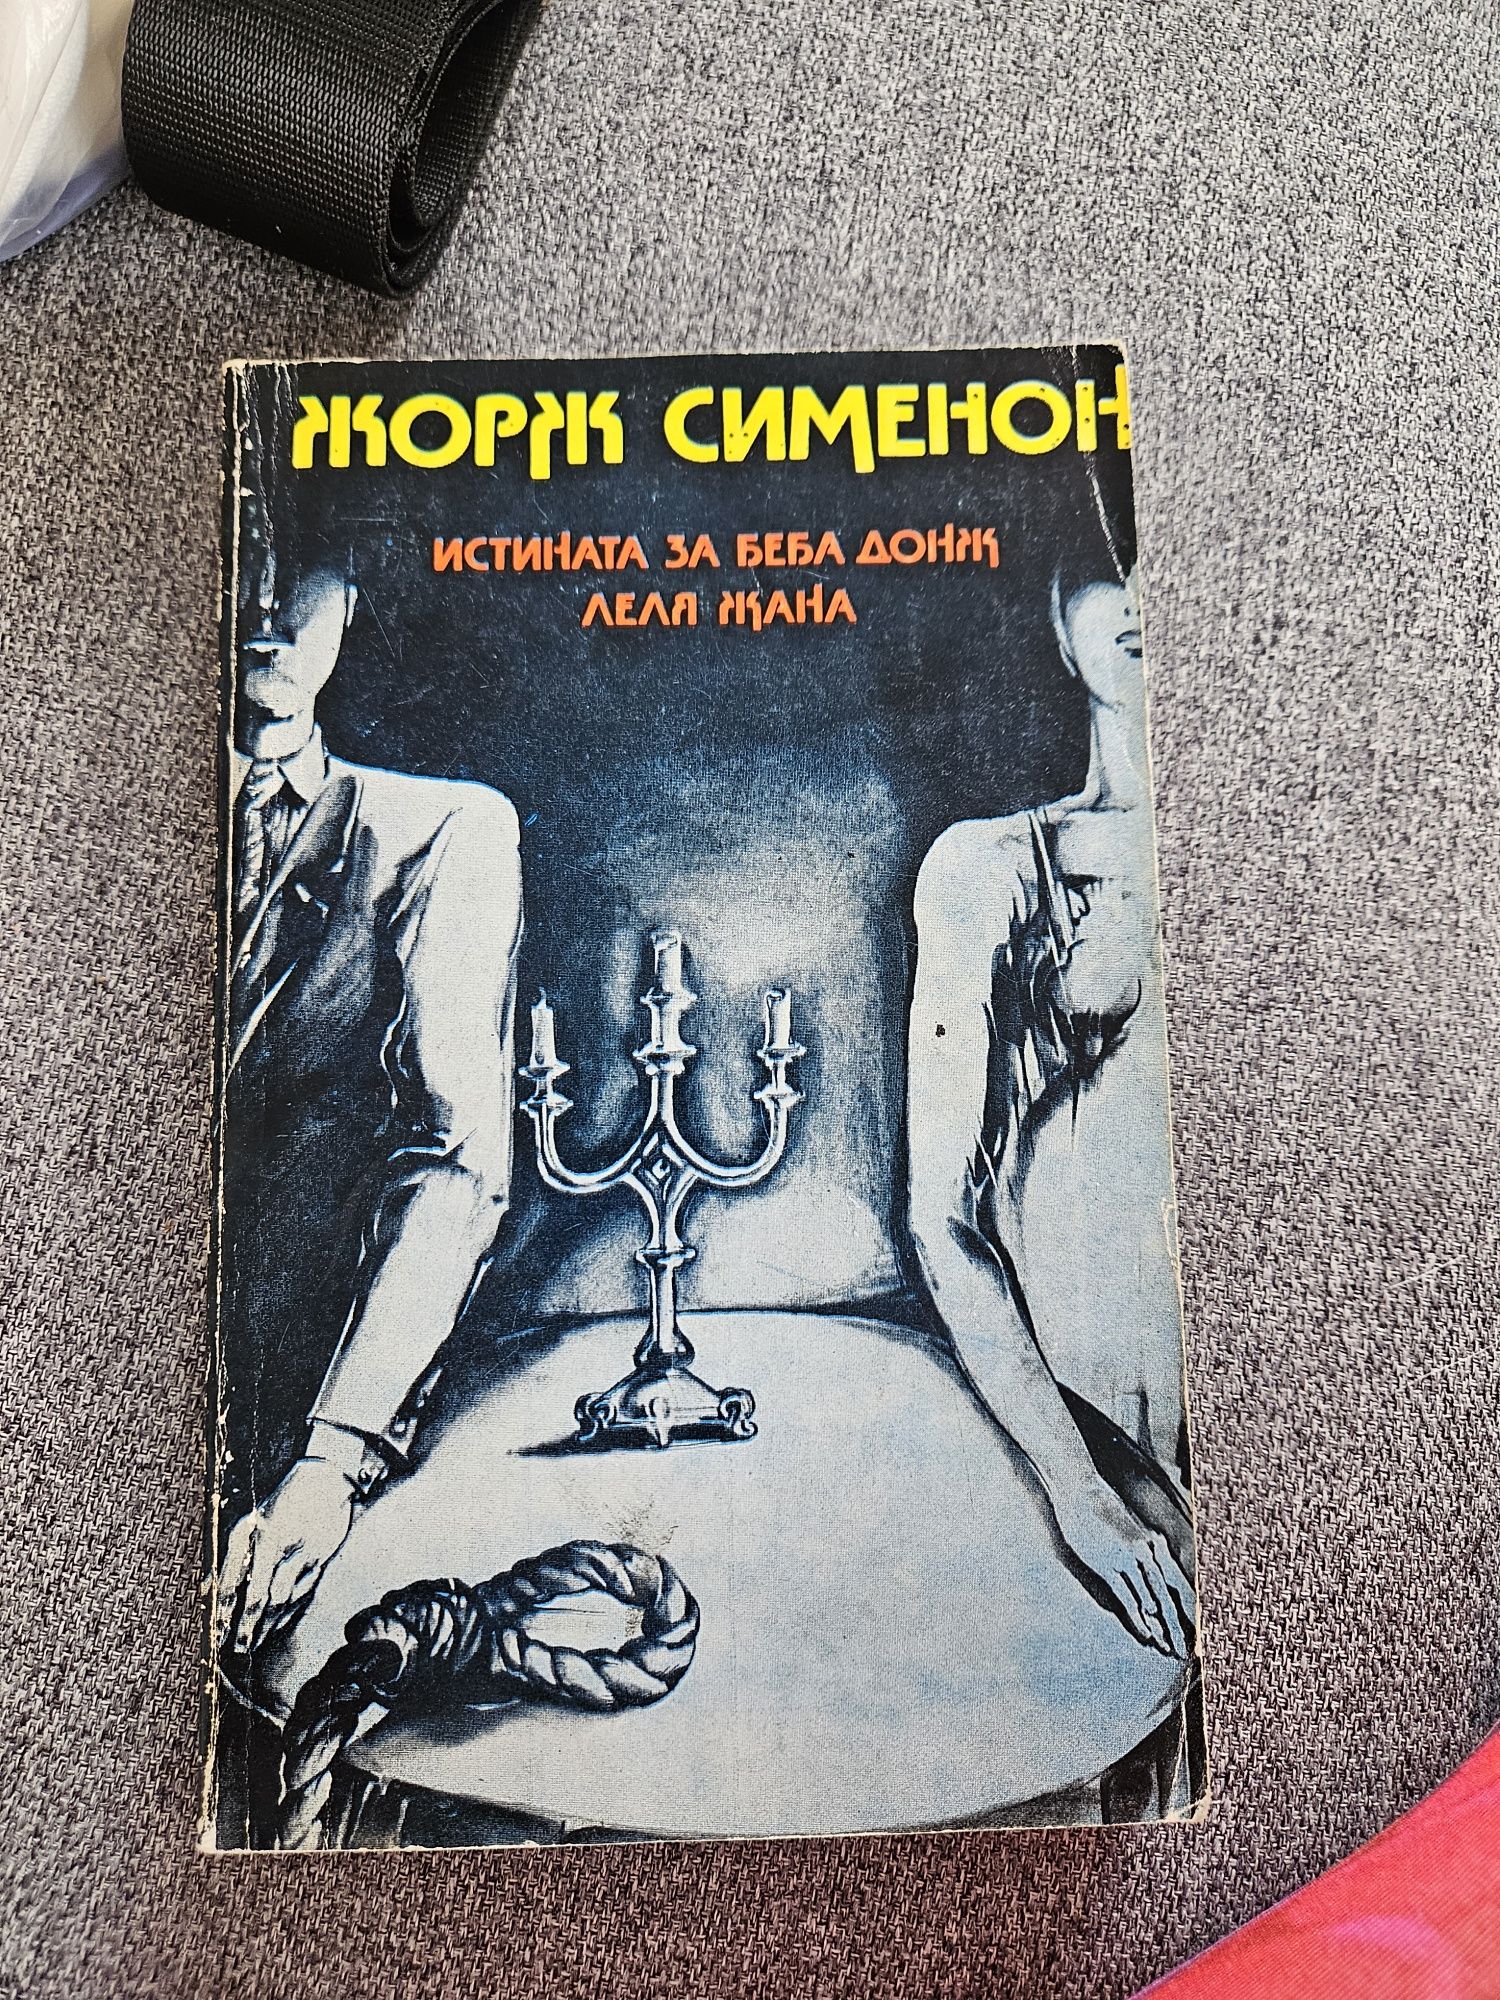 ЖОРЖ СИМЕНОН
ИСТИНАТА ЗА БЕБА ДОНЖ
ЛЕЛЯ ЖАНА